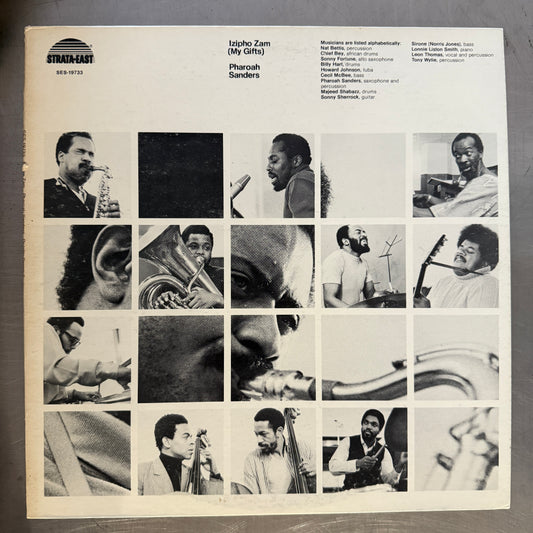 STRATA-EAST
SES-19733
Izipho Zam
(My Gifts)
Pharoah
Sanders
Musicians are listed alphabetically:
Nat Bettis, percussion
Chief Bey, african drums
Sonny Fortune, alto saxophone
Billy Hart, drums
Howard Johnson, tuba
Cecil McBee, bass
Pharoah Sanders, saxophone and
percussion
Majeed Shabazz, drums
Sonny Sharrock, guitar
Sirone (Norris Jones), bass
Lonnie Liston Smith, piano
Leon Thomas, vocal and percussion
Tony Wylie, percussion